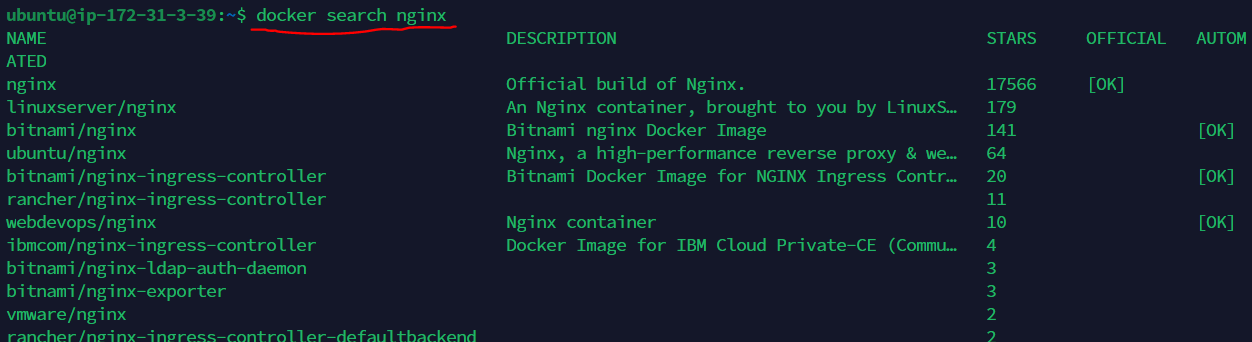 ubuntu@ip-172-31-3-39:~$ docker search nginx
NAME DESCRIPTION STARS OFFICIAL AUTOM
ATED
nginx Official build of Nginx. 17566 [OK]
linuxserver/nginx An Nginx container, brought to you by LinuxS… 179
bitnami/nginx Bitnami nginx Docker Image 141 [OK]
ubuntu/nginx Nginx, a high-performance reverse proxy & we… 64
bitnami/nginx-ingress-controller Bitnami Docker Image for NGINX Ingress Contr… 20 [OK]
rancher/nginx-ingress-controller 11
webdevops/nginx Nginx container 10 [OK]
ibmcom/nginx-ingress-controller Docker Image for IBM Cloud Private-CE (Commu… 4
bitnami/nginx-ldap-auth-daemon 3
bitnami/nginx-exporter 3
vmware/nginx 2
rancher/nginx-ingress-controller-defaultbackend 2